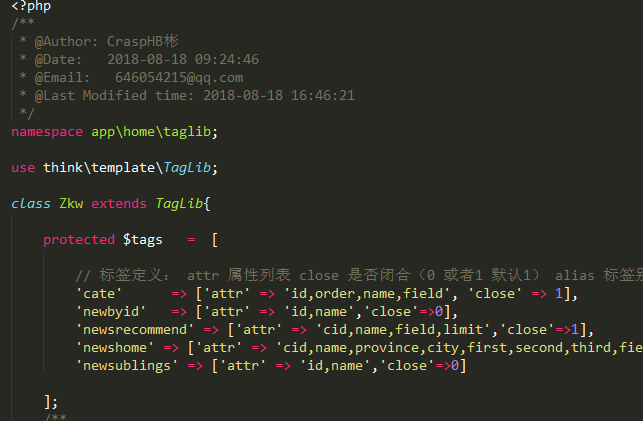 <?php
/**
 * @Author: CraspHB彬
 * @Date:   2018-08-18 09:24:46
 * @Email:   646054215@qq.com
 * @Last Modified time: 2018-08-18 16:46:21
 */
namespace app\home\taglib;
use think\template\TagLib;
class Zkw extends TagLib{
protected $tags   =  [
// 标签定义： attr 属性列表 close 是否闭合（0 或者1 默认1） alias 标签别
'cate'      => ['attr' => 'id,order,name,field', 'close' => 1],
'newbyid'   => ['attr' => 'id,name','close'=>0],
'newsrecommend' => ['attr' => 'cid,name,field,limit','close'=>1],
'newshome' => ['attr' => 'cid,name,province,city,first,second,third,fie
'newsublings' => ['attr' => 'id,name','close'=>0]
];
/**